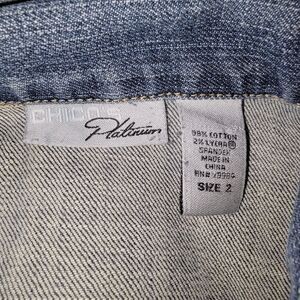 CHICO'S
Platinum
98% COTTON
2% LYCRA®
SPANDEX
MADE IN
CHINA
RN#
SIZE 2